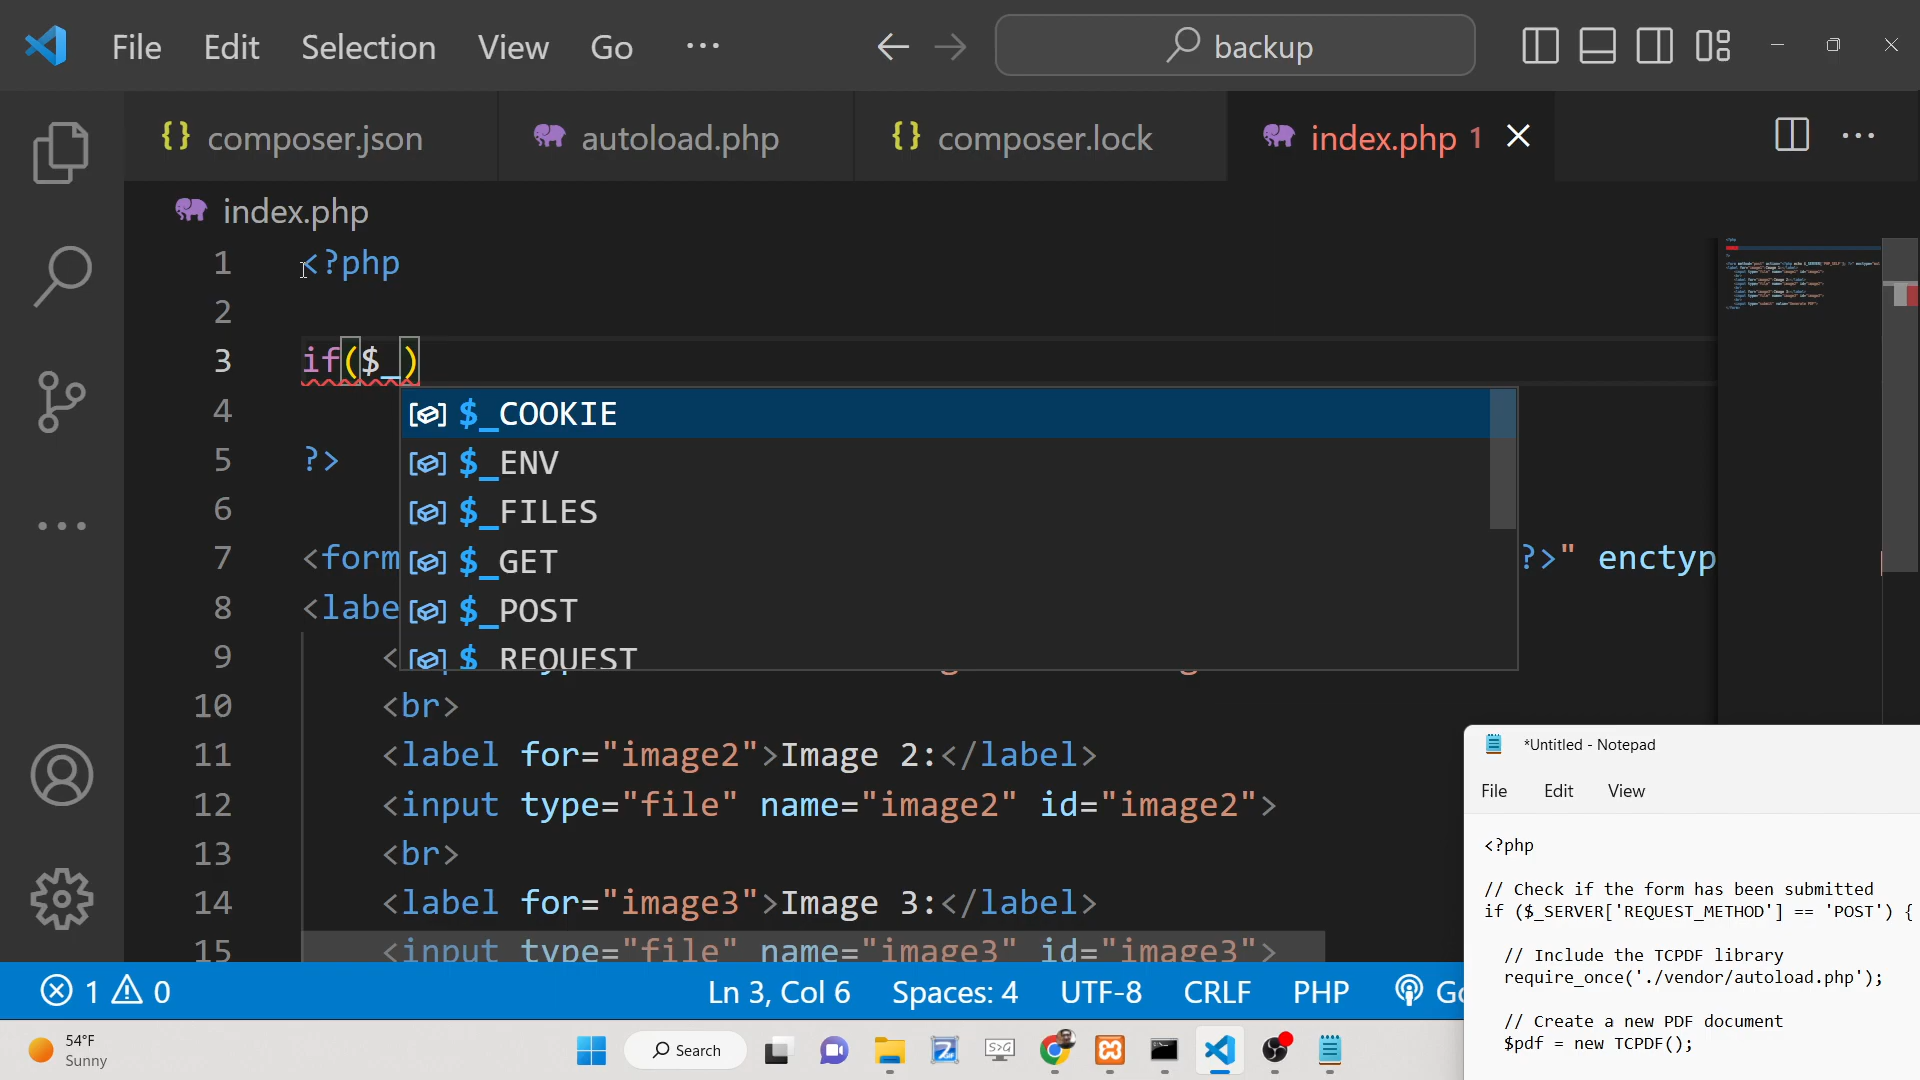 File Edit Selection View Go ··· backup
{} composer.json autoload.php {} composer.lock index.php 1
index.php
1 <?php
2
3 if($_)
4
5 ?>
6
7 <form ?>" enctyp
8 <labe
9 <
10 <br>
11 <label for="image2">Image 2:</label>
12 <input type="file" name="image2" id="image2">
13 <br>
14 <label for="image3">Image 3:</label>
15 <input type="file" name="image3" id="image3">
$_COOKIE
$_ENV
$_FILES
$_GET
$_POST
$_REQUEST
*Untitled - Notepad
File Edit View
<?php
// Check if the form has been submitted
if ($_SERVER['REQUEST_METHOD'] == 'POST') {
// Include the TCPDF library
require_once('./vendor/autoload.php');
// Create a new PDF document
$pdf = new TCPDF();
1 0 Ln 3, Col 6 Spaces: 4 UTF-8 CRLF PHP Go
54°F
Sunny
Search